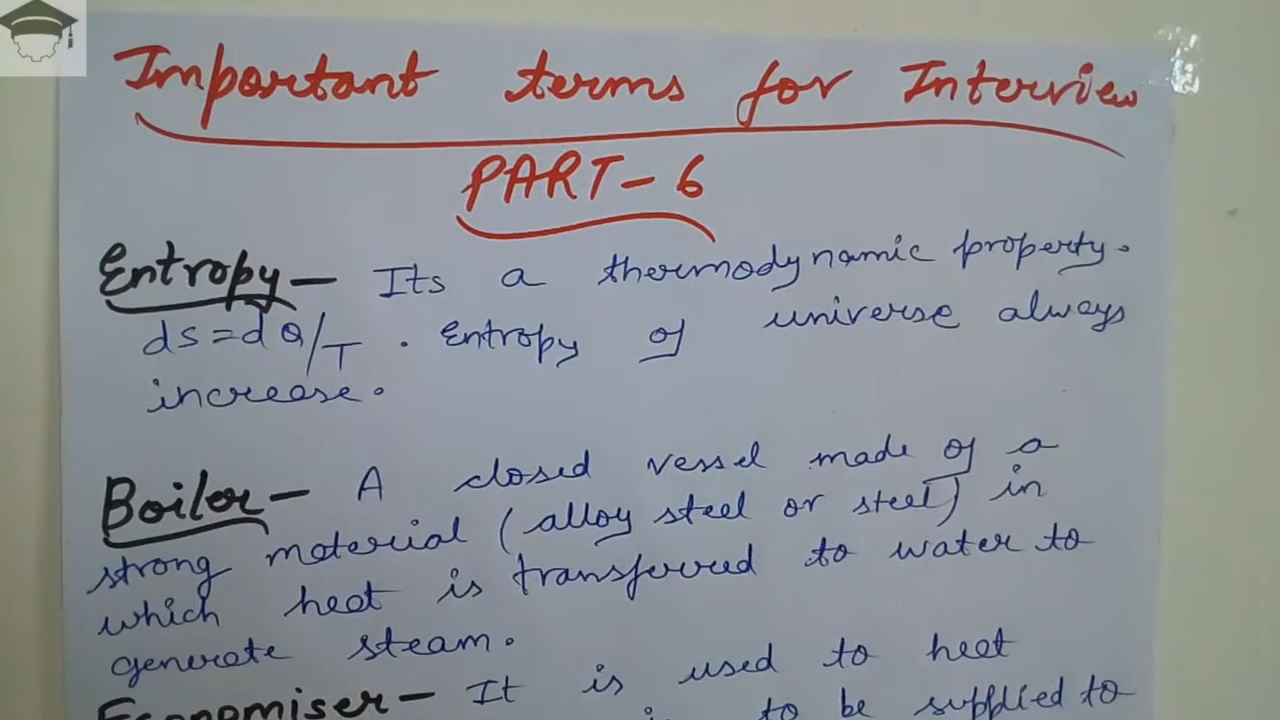 Important terms for Interview
PART-6
Entropy - Its a thermodynamic property.
ds=dQ/T . Entropy of universe always
increase.
Boiler - A closed vessel made of a
strong material (alloy steel or steel) in
which heat is transferred to water to
generate steam.
Economiser - It is used to heat
to be supplied to